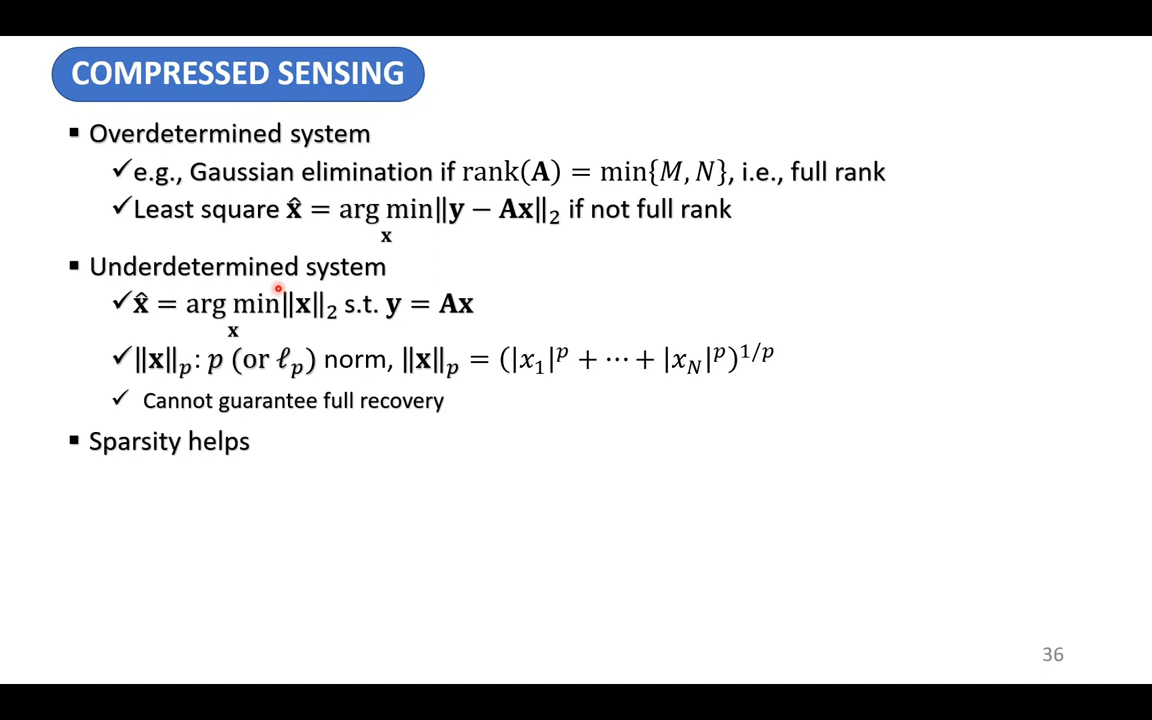 COMPRESSED SENSING
▪ Overdetermined system
✓e.g., Gaussian elimination if rank(𝐀) = min{𝑀, 𝑁}, i.e., full rank
✓Least square 𝐱̂ = arg min‖𝐲 − 𝐀𝐱‖₂ if not full rank
𝐱
▪ Underdetermined system
✓𝐱̂ = arg min‖𝐱‖₂ s.t. 𝐲 = 𝐀𝐱
𝐱
✓‖𝐱‖ₚ: 𝑝 (or ℓₚ) norm, ‖𝐱‖ₚ = (|𝑥₁|ᵖ + ⋯ + |𝑥_N|ᵖ)^{1/𝑝}
✓ Cannot guarantee full recovery
▪ Sparsity helps
36